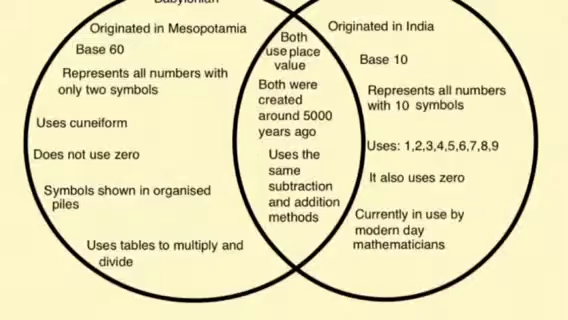 Babylonian
Originated in Mesopotamia
Base 60
Represents all numbers with
only two symbols
Uses cuneiform
Does not use zero
Symbols shown in organised
piles
Uses tables to multiply and
divide
Both
use place
value
Both were
created
around 5000
years ago
Uses the
same
subtraction
and addition
methods
Originated in India
Base 10
Represents all numbers
with 10 symbols
Uses: 1,2,3,4,5,6,7,8,9
It also uses zero
Currently in use by
modern day
mathematicians